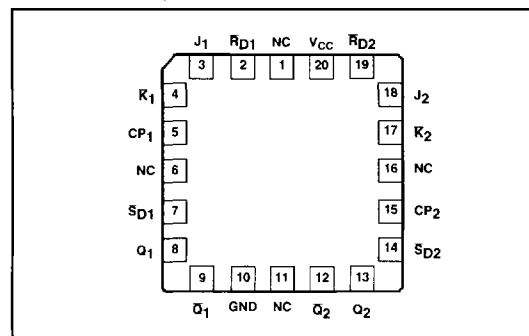 J₁ R̅D1 NC VCC R̅D2
3 2 1 20 19
K̅₁ 4 18 J₂
CP₁ 5 17 K̅₂
NC 6 16 NC
S̅D1 7 15 CP₂
Q₁ 8 14 S̅D2
9 10 11 12 13
Q̅₁ GND NC Q̅₂ Q₂